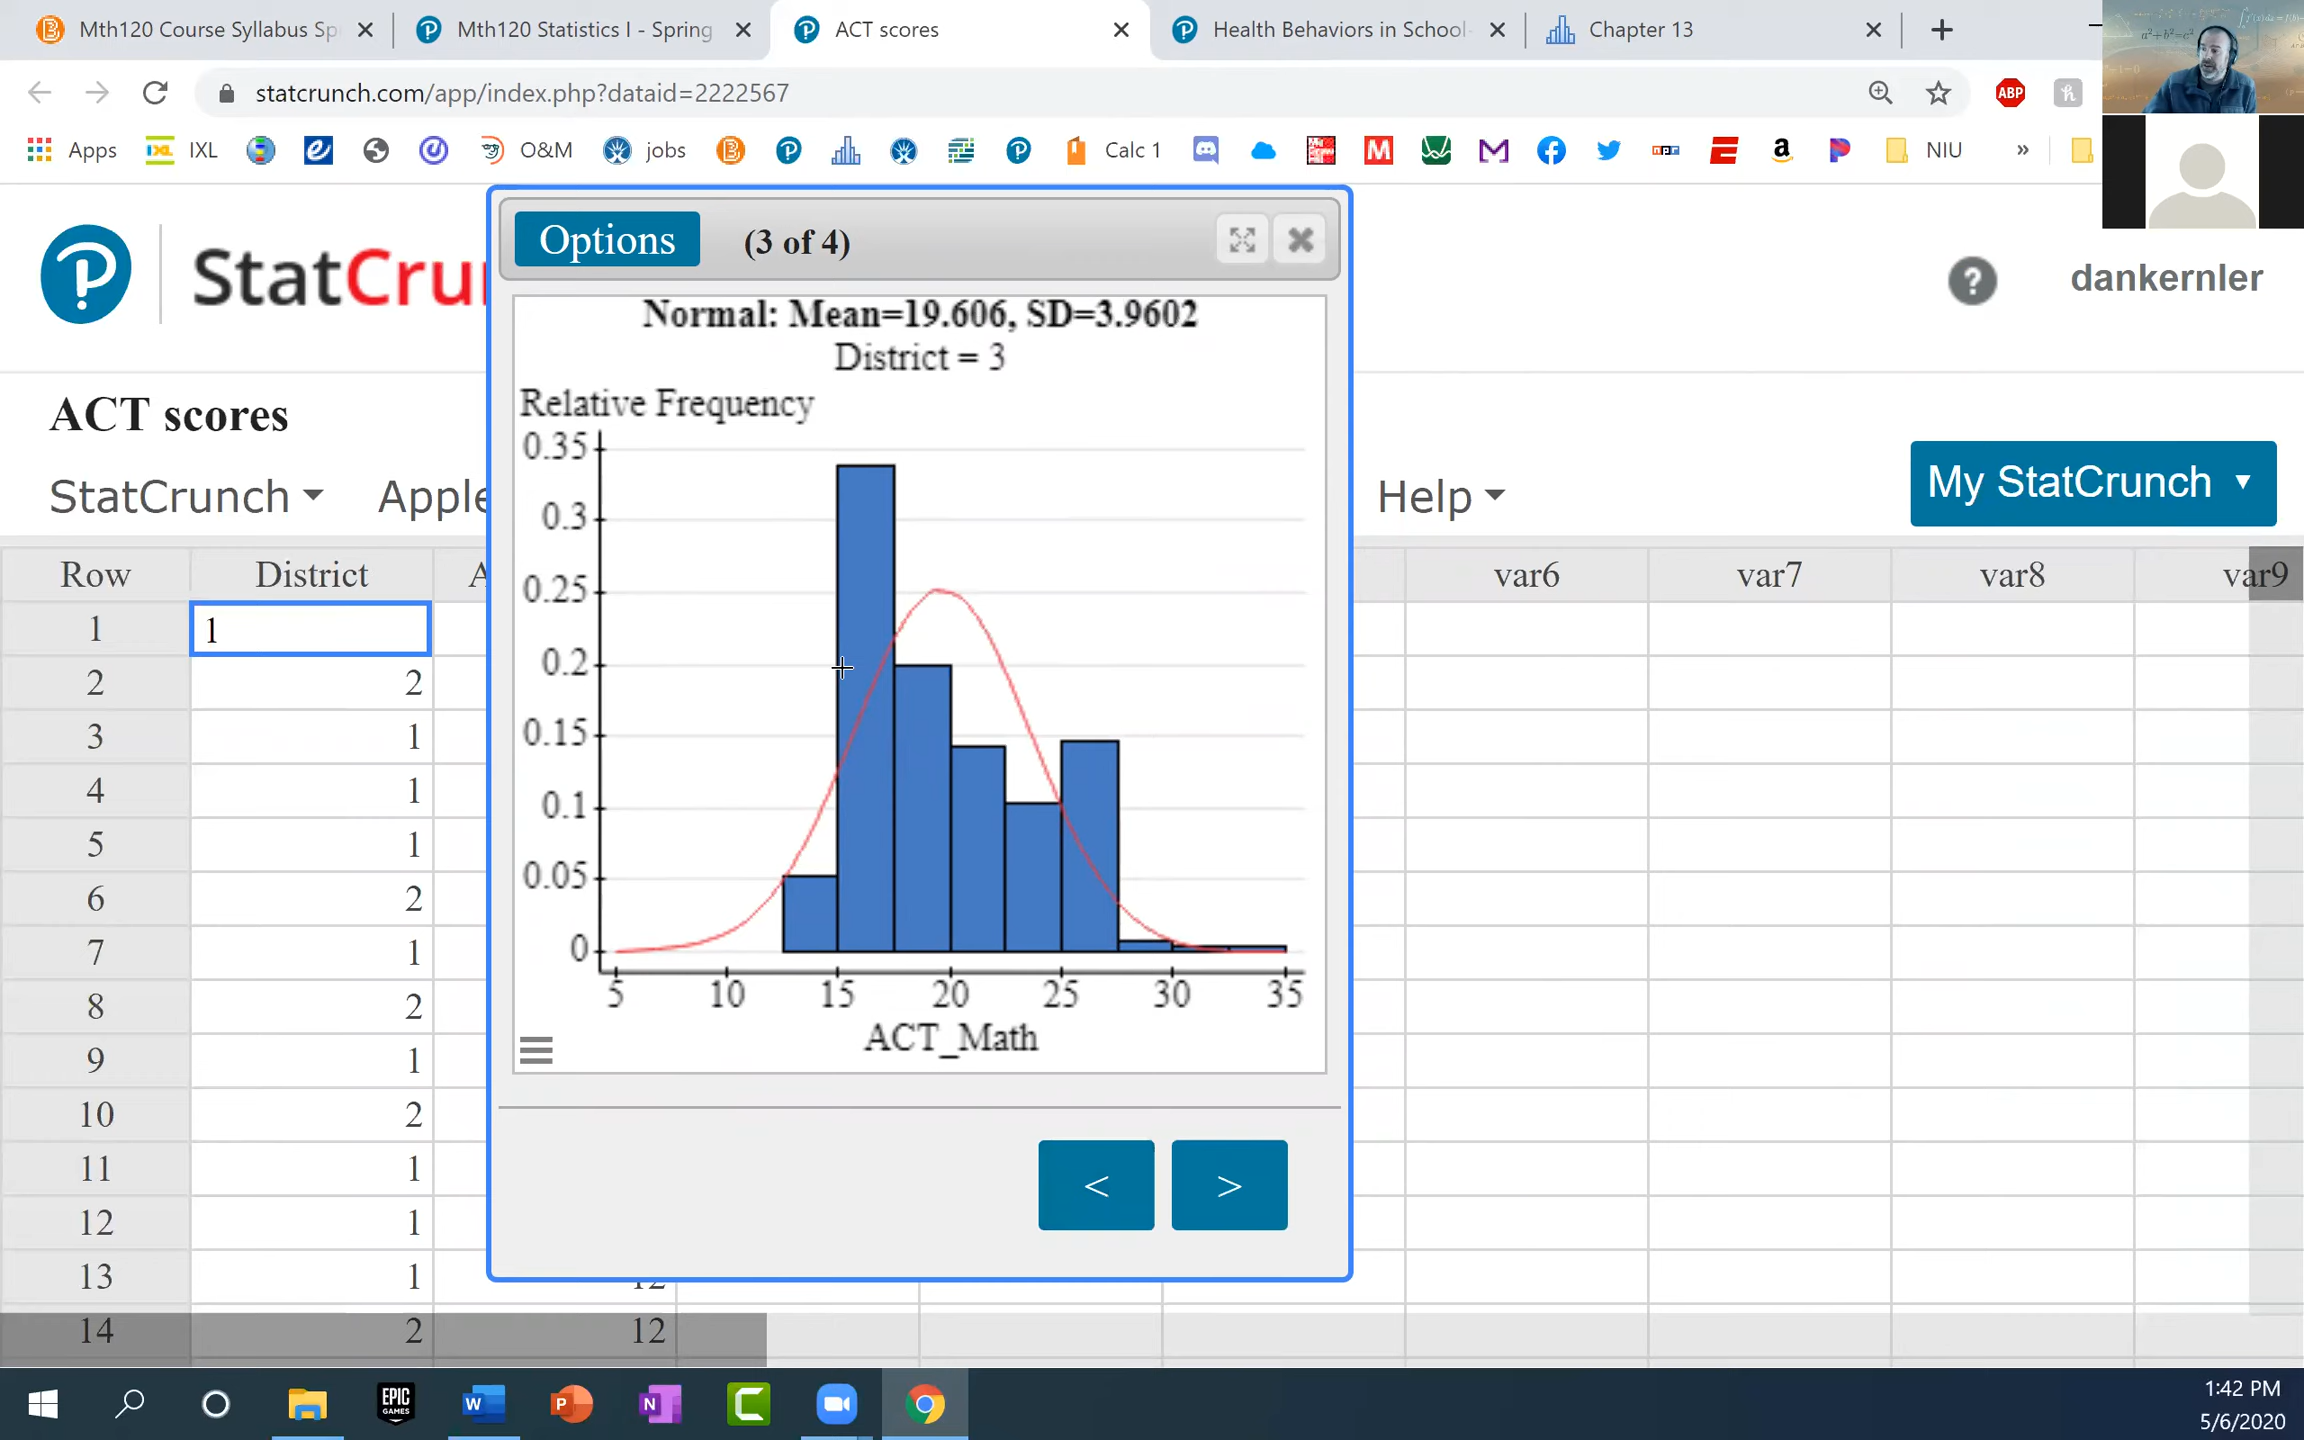 Mth120 Course Syllabus Sp
Mth120 Statistics I - Spring
ACT scores
Health Behaviors in School-
Chapter 13
statcrunch.com/app/index.php?dataid=2222567
ABP
Apps
IXL
IXL
O&M
jobs
Calc 1
npr
NIU
»
StatCru
dankernler
Options
(3 of 4)
Normal: Mean=19.606, SD=3.9602
District = 3
Relative Frequency
0.35
0.3
0.25
0.2
0.15
0.1
0.05
0
5 10 15 20 25 30 35
ACT_Math
<
>
ACT scores
StatCrunch
Apple
Help
My StatCrunch
Row District A var6 var7 var8 var9
1 1
2 2
3 1
4 1
5 1
6 2
7 1
8 2
9 1
10 2
11 1
12 1
13 1 12
14 2 12
EPIC
GAMES
1:42 PM
5/6/2020